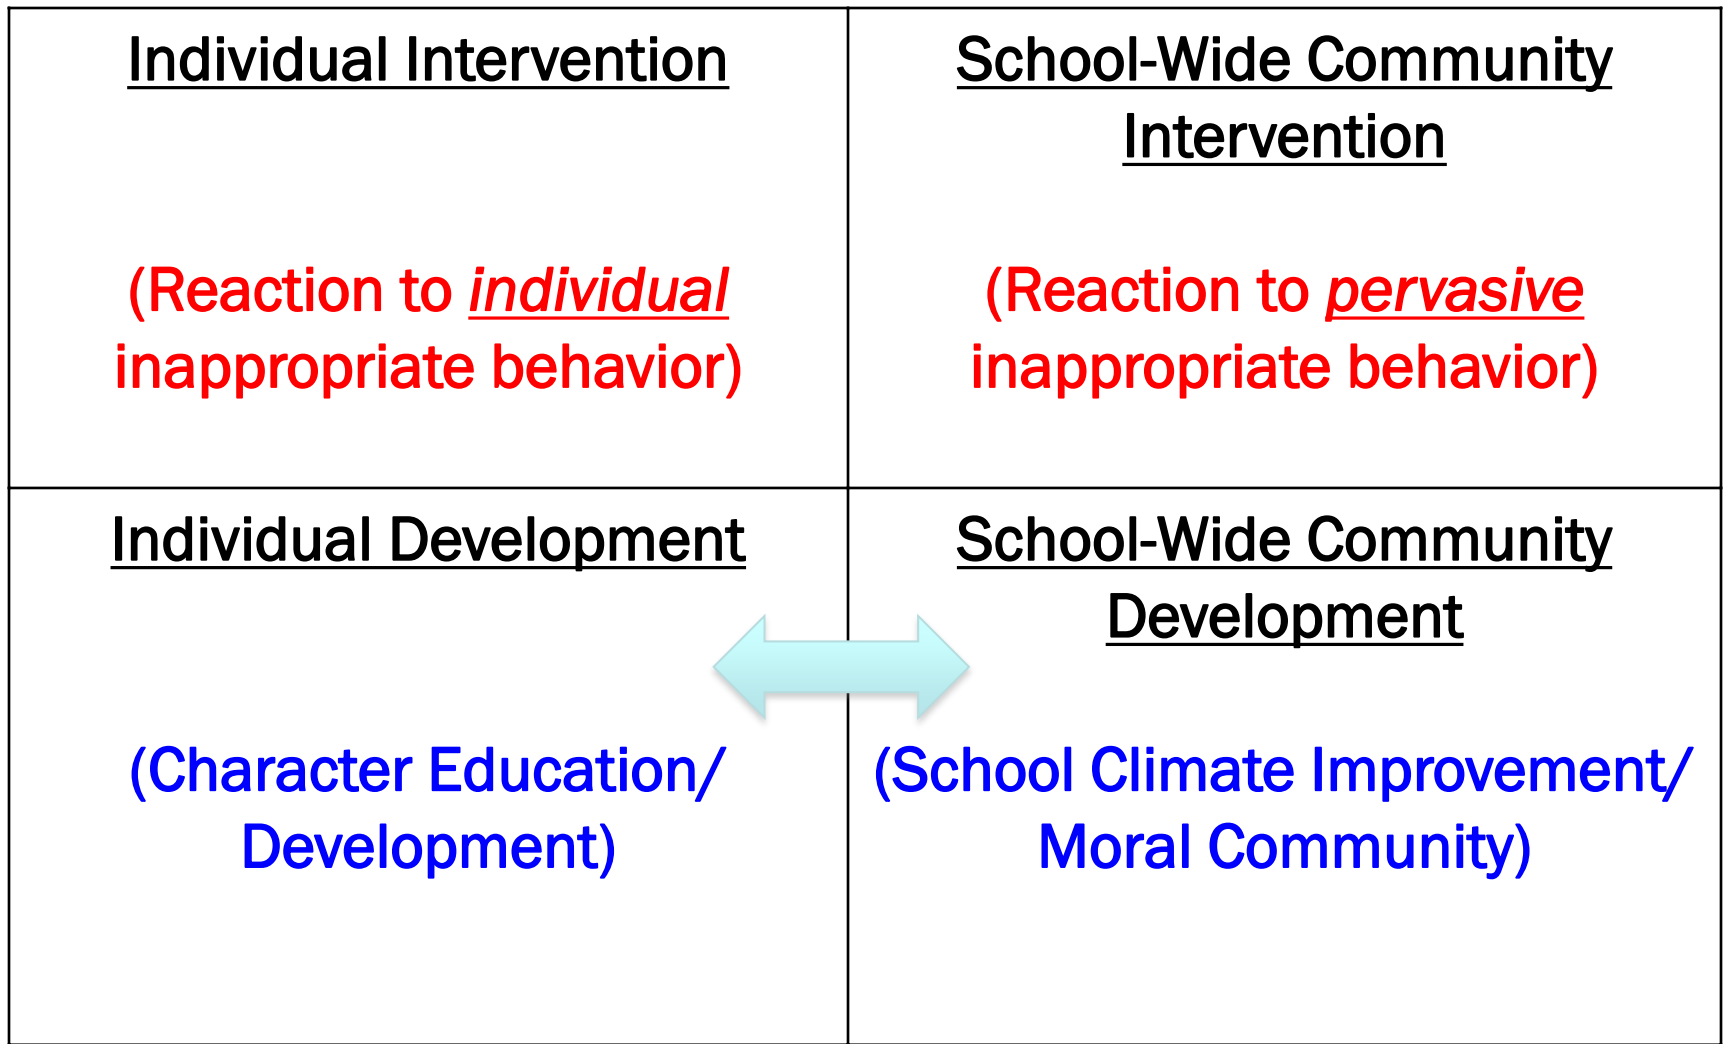 Individual Intervention
(Reaction to individual
inappropriate behavior)
School-Wide Community
Intervention
(Reaction to pervasive
inappropriate behavior)
Individual Development
(Character Education/
Development)
School-Wide Community
Development
(School Climate Improvement/
Moral Community)